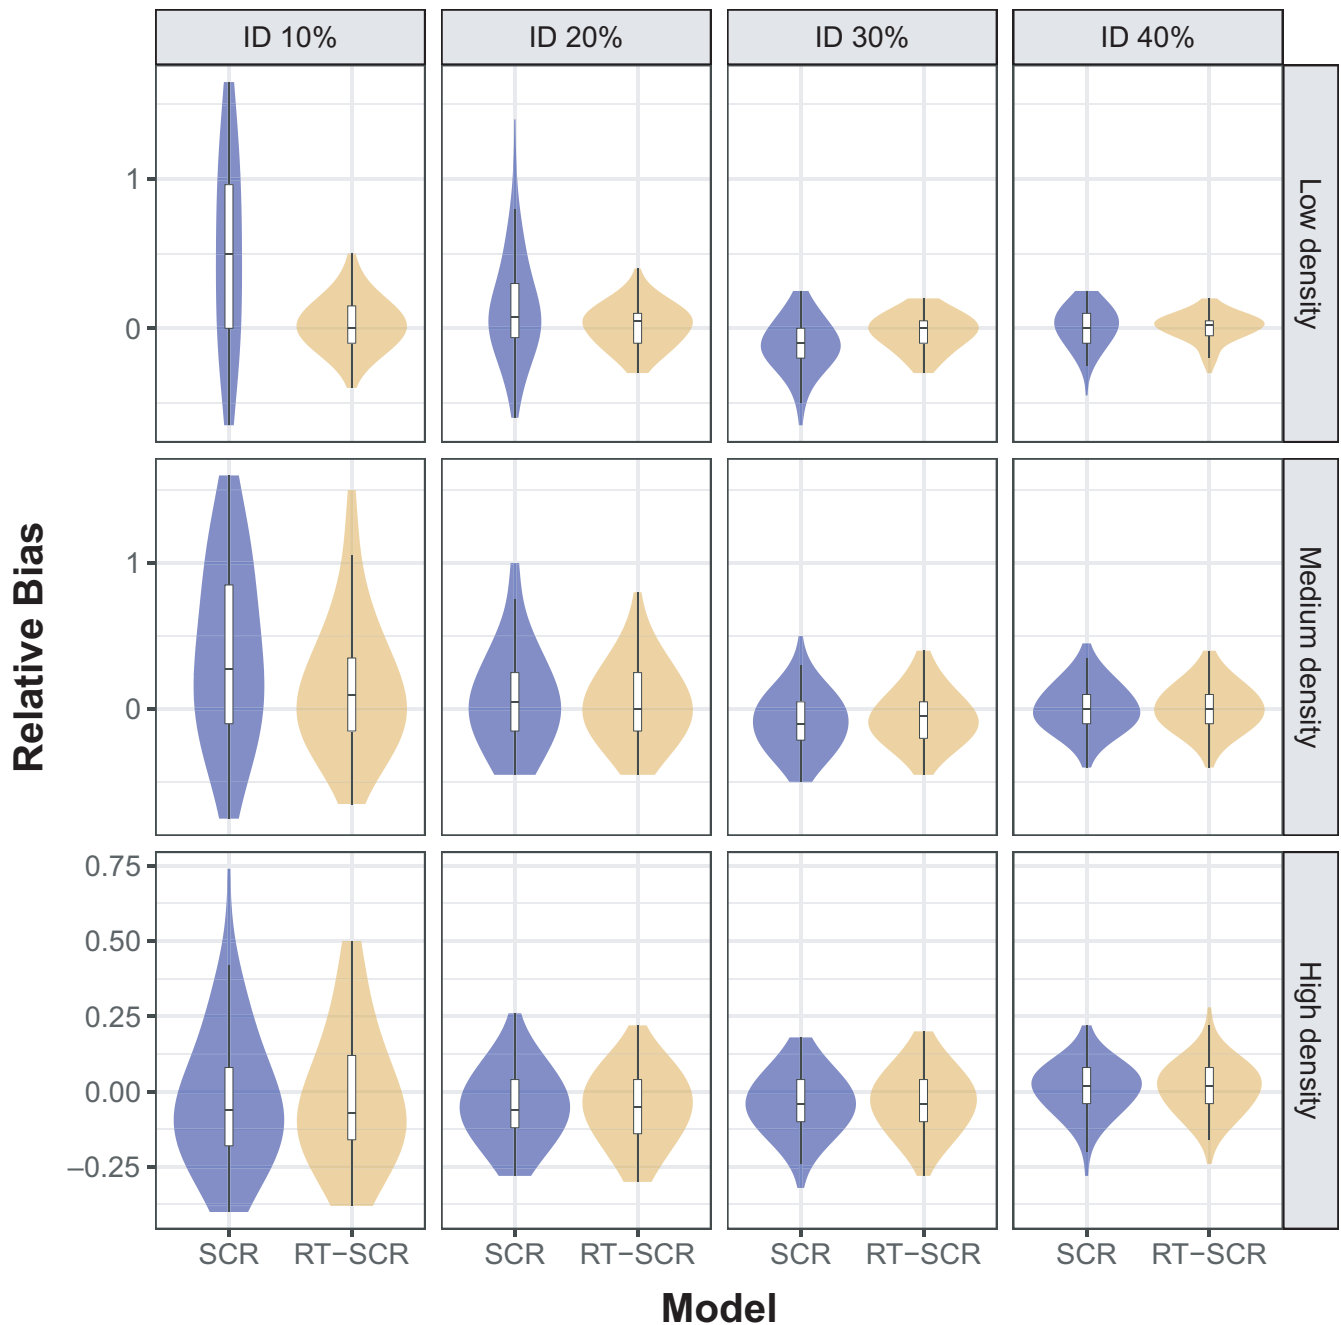 ID 10%
ID 20%
ID 30%
ID 40%
1
0
Low density
Relative Bias
1
0
Medium density
0.75
0.50
0.25
0.00
−0.25
High density
SCR
RT−SCR
SCR
RT−SCR
SCR
RT−SCR
SCR
RT−SCR
Model